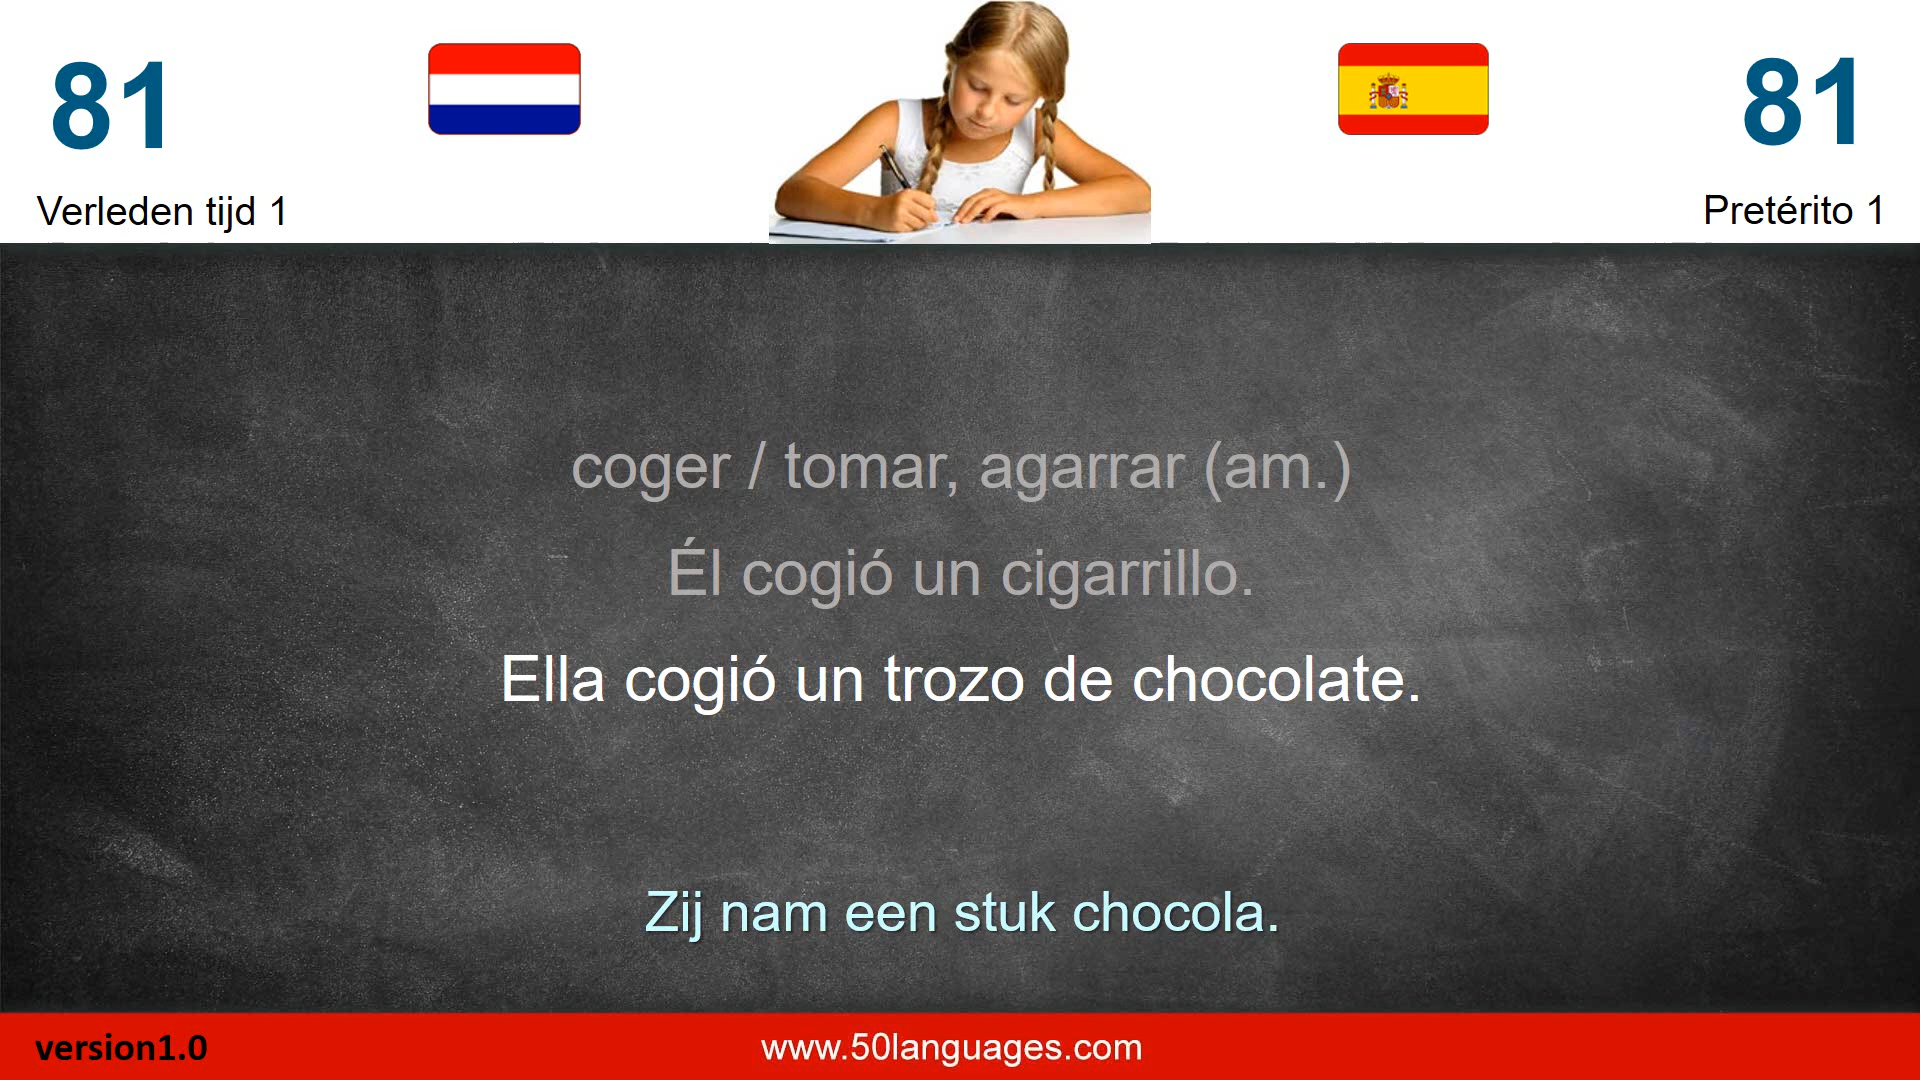 81
81
Verleden tijd 1
Pretérito 1
coger / tomar, agarrar (am.)
Él cogió un cigarrillo.
Ella cogió un trozo de chocolate.
Zij nam een stuk chocola.
version1.0
www.50languages.com